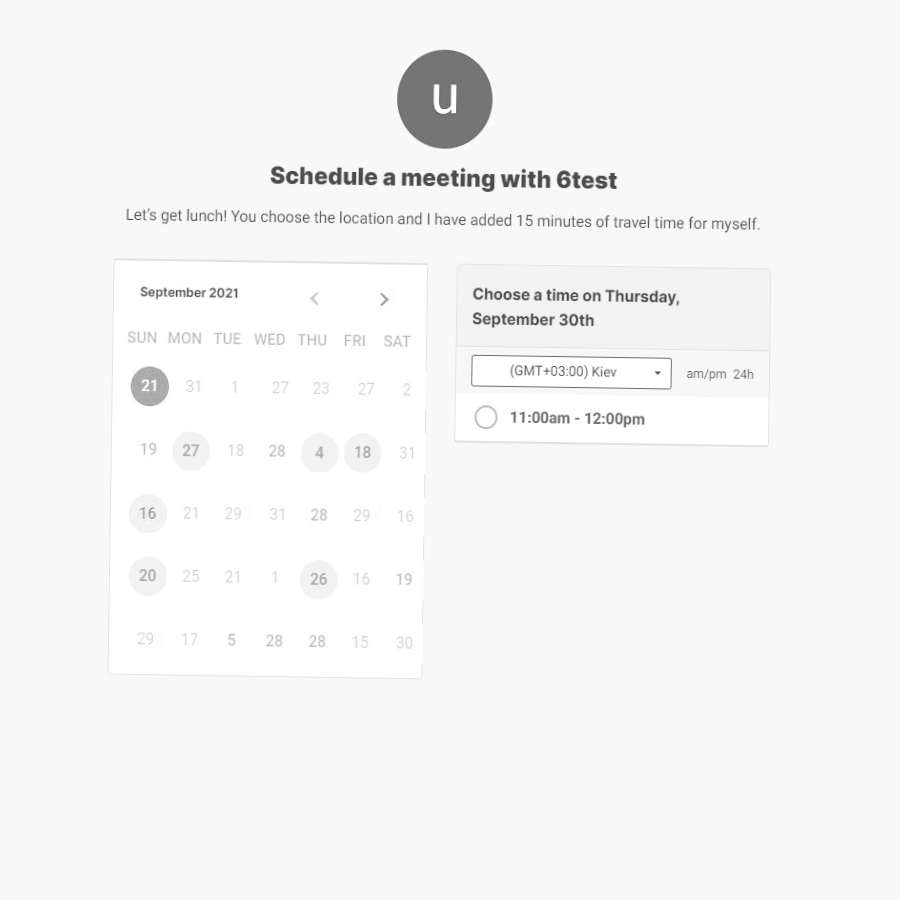 u
Schedule a meeting with 6test
Let's get lunch! You choose the location and I have added 15 minutes of travel time for myself.
September 2021
SUN MON TUE WED THU FRI SAT
21 31 1 27 23 27 2
19 27 18 28 4 18 31
16 21 29 31 28 29 16
20 25 21 1 26 16 19
29 17 5 28 28 15 30
Choose a time on Thursday,
September 30th
(GMT+03:00) Kiev am/pm 24h
11:00am - 12:00pm